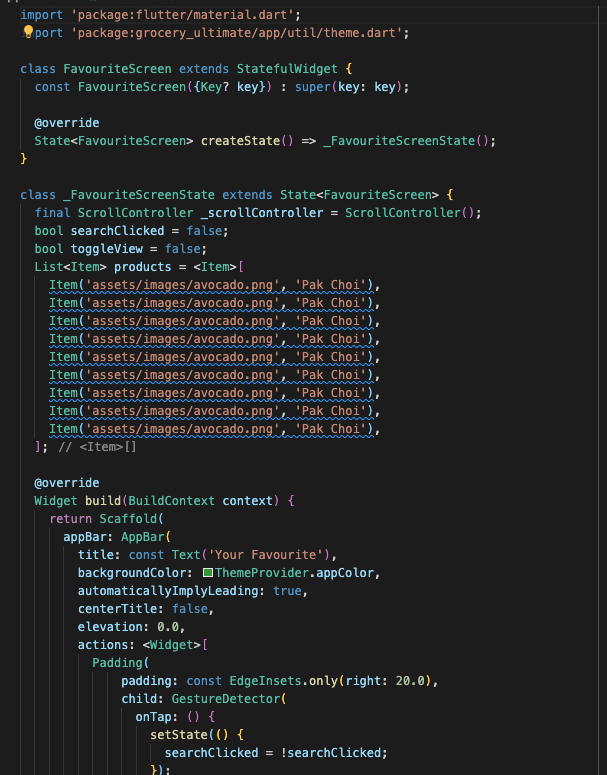 import 'package:flutter/material.dart';
port 'package:grocery_ultimate/app/util/theme.dart';
class FavouriteScreen extends StatefulWidget {
const FavouriteScreen({Key? key}) : super(key: key);
@override
State<FavouriteScreen> createState() => _FavouriteScreenState();
}
class _FavouriteScreenState extends State<FavouriteScreen> {
final ScrollController _scrollController = ScrollController();
bool searchClicked = false;
bool toggleView = false;
List<Item> products = <Item>[
Item('assets/images/avocado.png', 'Pak Choi'),
Item('assets/images/avocado.png', 'Pak Choi'),
Item('assets/images/avocado.png', 'Pak Choi'),
Item('assets/images/avocado.png', 'Pak Choi'),
Item('assets/images/avocado.png', 'Pak Choi'),
Item('assets/images/avocado.png', 'Pak Choi'),
Item('assets/images/avocado.png', 'Pak Choi'),
Item('assets/images/avocado.png', 'Pak Choi'),
Item('assets/images/avocado.png', 'Pak Choi'),
]; // <Item>[]
@override
Widget build(BuildContext context) {
return Scaffold(
appBar: AppBar(
title: const Text('Your Favourite'),
backgroundColor: ThemeProvider.appColor,
automaticallyImplyLeading: true,
centerTitle: false,
elevation: 0.0,
actions: <Widget>[
Padding(
padding: const EdgeInsets.only(right: 20.0),
child: GestureDetector(
onTap: () {
setState(() {
searchClicked = !searchClicked;
});